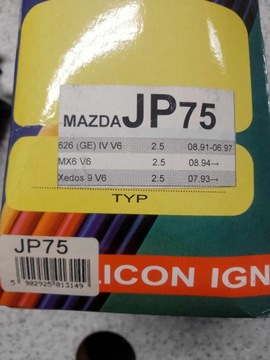 MAZDA JP75
626 (GE) IV V6 2.5 08.91-06.97
MX6 V6 2.5 08.94→
Xedos 9 V6 2.5 07.93→
TYP
JP75
5 902925 013149
ILICON IGN